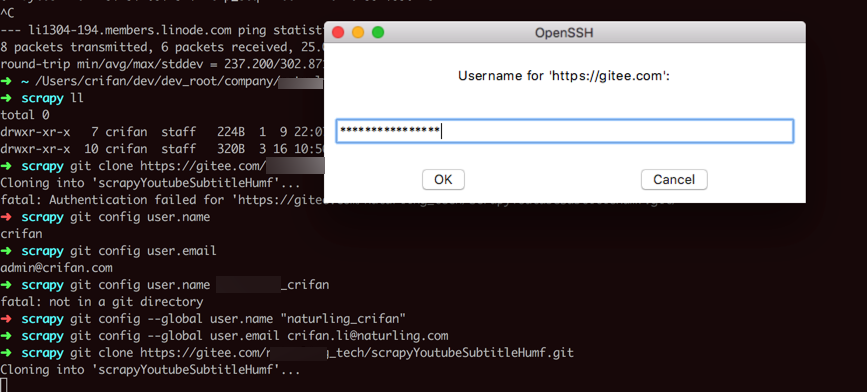 ^C
--- li1304-194.members.linode.com ping statist
8 packets transmitted, 6 packets received, 25.0
round-trip min/avg/max/stddev = 237.200/302.87
➜ ~ /Users/crifan/dev/dev_root/company/
➜ scrapy ll
total 0
drwxr-xr-x 7 crifan staff 224B 1 9 22:07
drwxr-xr-x 10 crifan staff 320B 3 16 10:50
➜ scrapy git clone https://gitee.com/
Cloning into 'scrapyYoutubeSubtitleHumf'...
fatal: Authentication failed for 'https://gitee
➜ scrapy git config user.name
crifan
➜ scrapy git config user.email
admin@crifan.com
➜ scrapy git config user.name _crifan
fatal: not in a git directory
➜ scrapy git config --global user.name "naturling_crifan"
➜ scrapy git config --global user.email crifan.li@naturling.com
➜ scrapy git clone https://gitee.com/ _tech/scrapyYoutubeSubtitleHumf.git
Cloning into 'scrapyYoutubeSubtitleHumf'...
OpenSSH
Username for 'https://gitee.com':
****************
OK Cancel